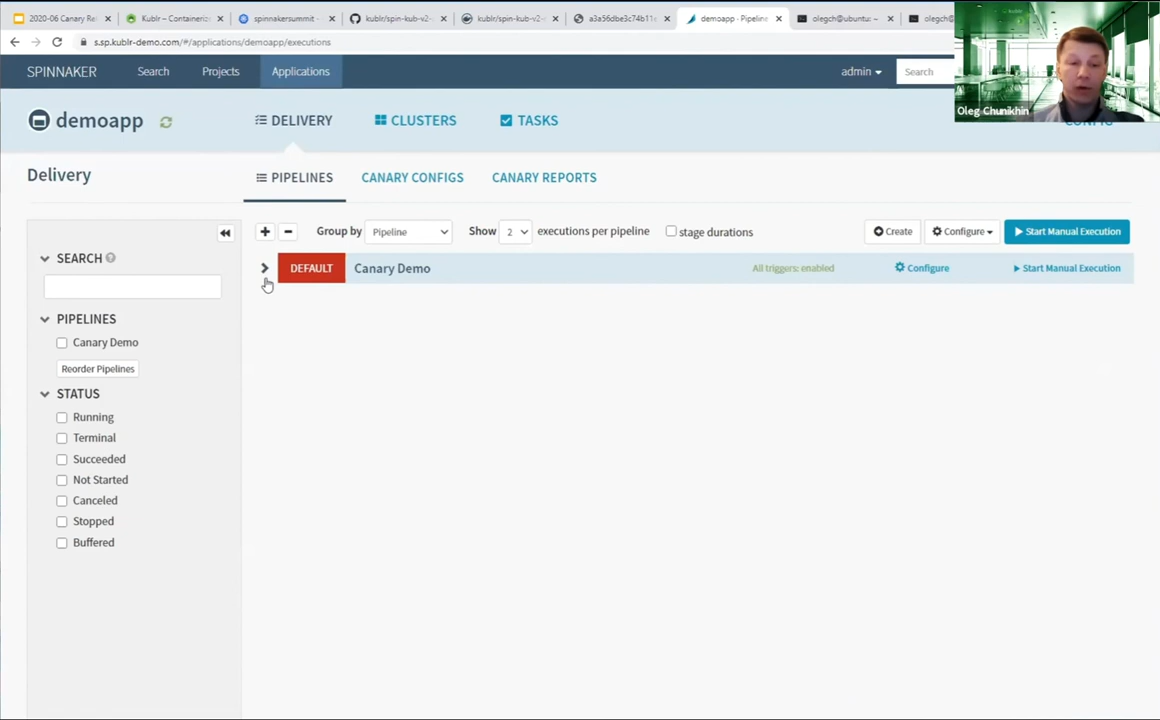 2020-06 Canary Re
Kublr – Containeriz
spinnakersummit -
kublr/spin-kub-v2-
kublr/spin-kub-v2-
a3a56dbe3c74b11
demoapp · Pipeline
olegch@ubuntu: ~
olegch@
s.sp.kublr-demo.com/#/applications/demoapp/executions
SPINNAKER
Search
Projects
Applications
admin
Search
Oleg Chunikhin
demoapp
DELIVERY
CLUSTERS
TASKS
CONFIG
Delivery
PIPELINES
CANARY CONFIGS
CANARY REPORTS
Group by
Pipeline
Show
2
executions per pipeline
stage durations
Create
Configure
Start Manual Execution
SEARCH
DEFAULT
Canary Demo
All triggers: enabled
Configure
Start Manual Execution
PIPELINES
Canary Demo
Reorder Pipelines
STATUS
Running
Terminal
Succeeded
Not Started
Canceled
Stopped
Buffered